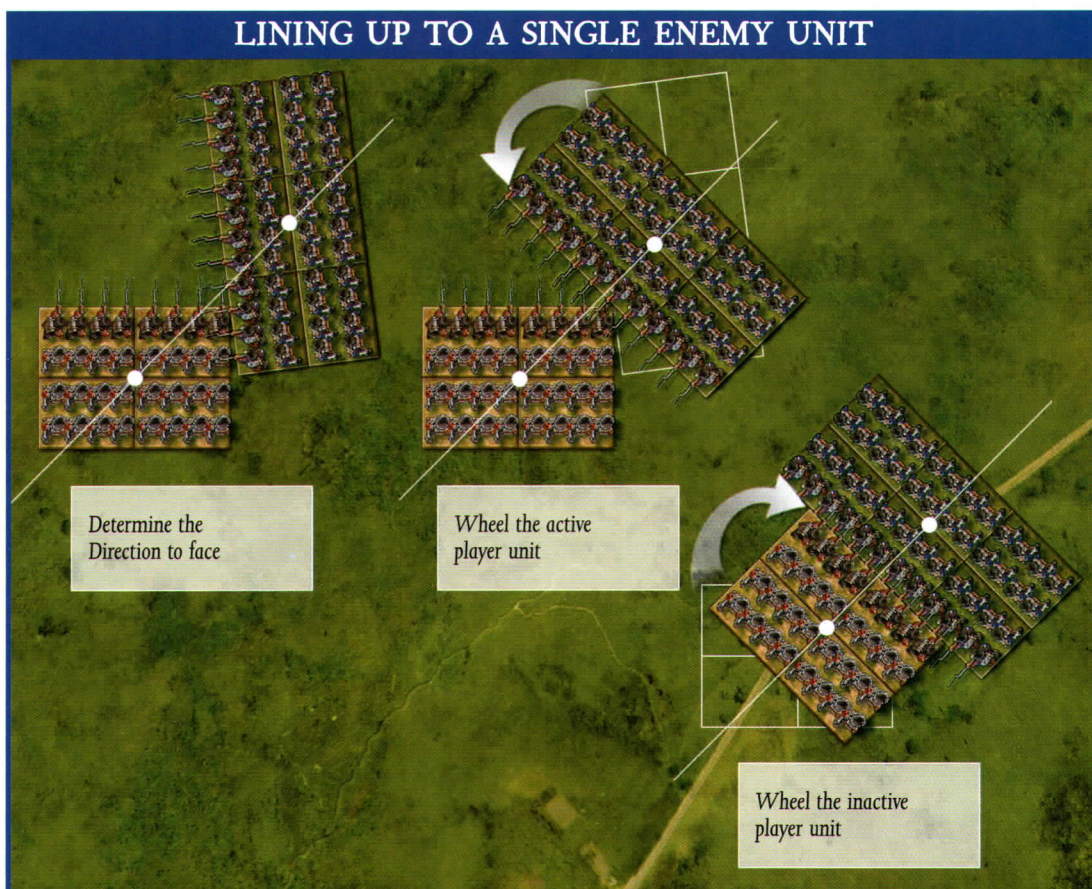 LINING UP TO A SINGLE ENEMY UNIT
Determine the
Direction to face
Wheel the active
player unit
Wheel the inactive
player unit